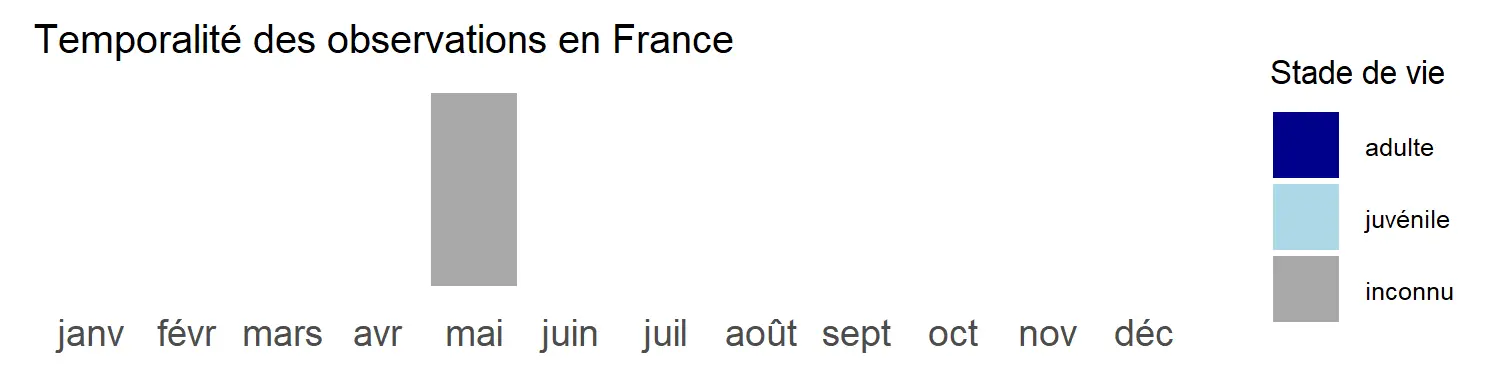 Temporalité des observations en France
Stade de vie
adulte
juvénile
inconnu
janv févr mars avr mai juin juil août sept oct nov déc